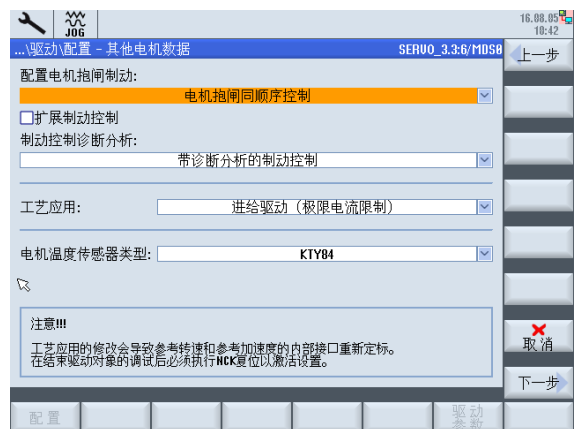 JOG
16.08.05
10:42
...\驱动\配置 - 其他电机数据
SERVO_3.3:6/MDS0
上一步
配置电机抱闸制动:
电机抱闸同顺序控制
扩展制动控制
制动控制诊断分析:
带诊断分析的制动控制
工艺应用:
进给驱动（极限电流限制）
电机温度传感器类型:
KTY84
注意!!!
工艺应用的修改会导致参考转速和参考加速度的内部接口重新定标。
在结束驱动对象的调试后必须执行NCK复位以激活设置。
取消
下一步
配置
驱动
参数